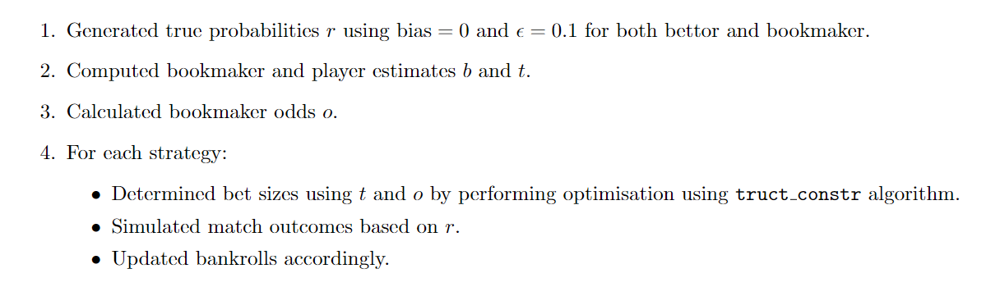 1. Generated true probabilities r using bias = 0 and ϵ = 0.1 for both bettor and bookmaker.
2. Computed bookmaker and player estimates b and t.
3. Calculated bookmaker odds o.
4. For each strategy:
• Determined bet sizes using t and o by performing optimisation using truct_constr algorithm.
• Simulated match outcomes based on r.
• Updated bankrolls accordingly.